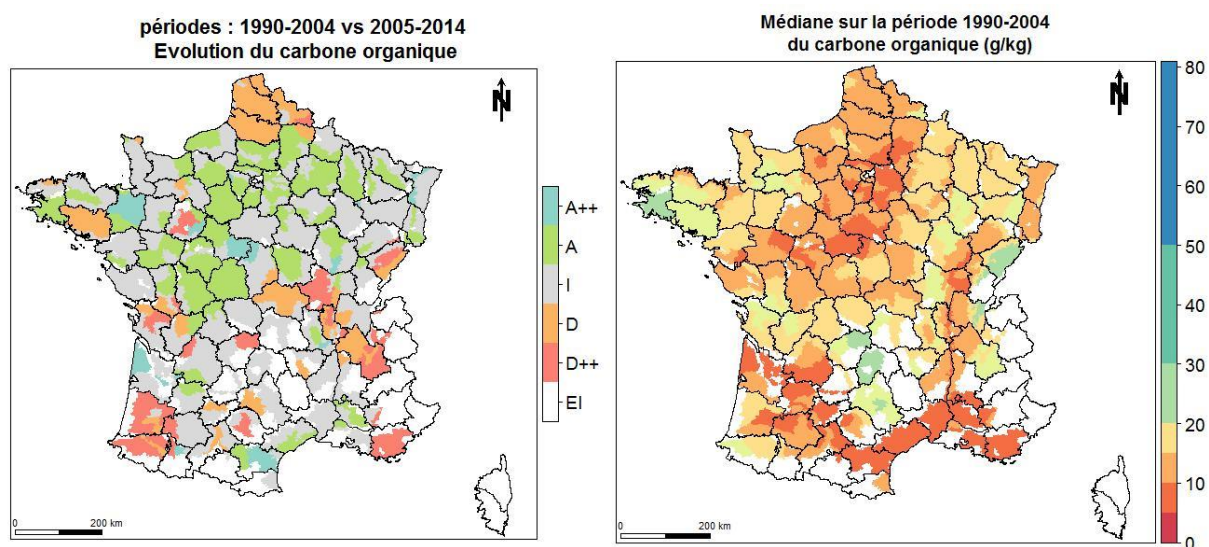 périodes : 1990-2004 vs 2005-2014
Evolution du carbone organique
N
A++
A
I
D
D++
EI
0 200 km
Médiane sur la période 1990-2004
du carbone organique (g/kg)
N
80
70
60
50
40
30
20
10
0
0 200 km